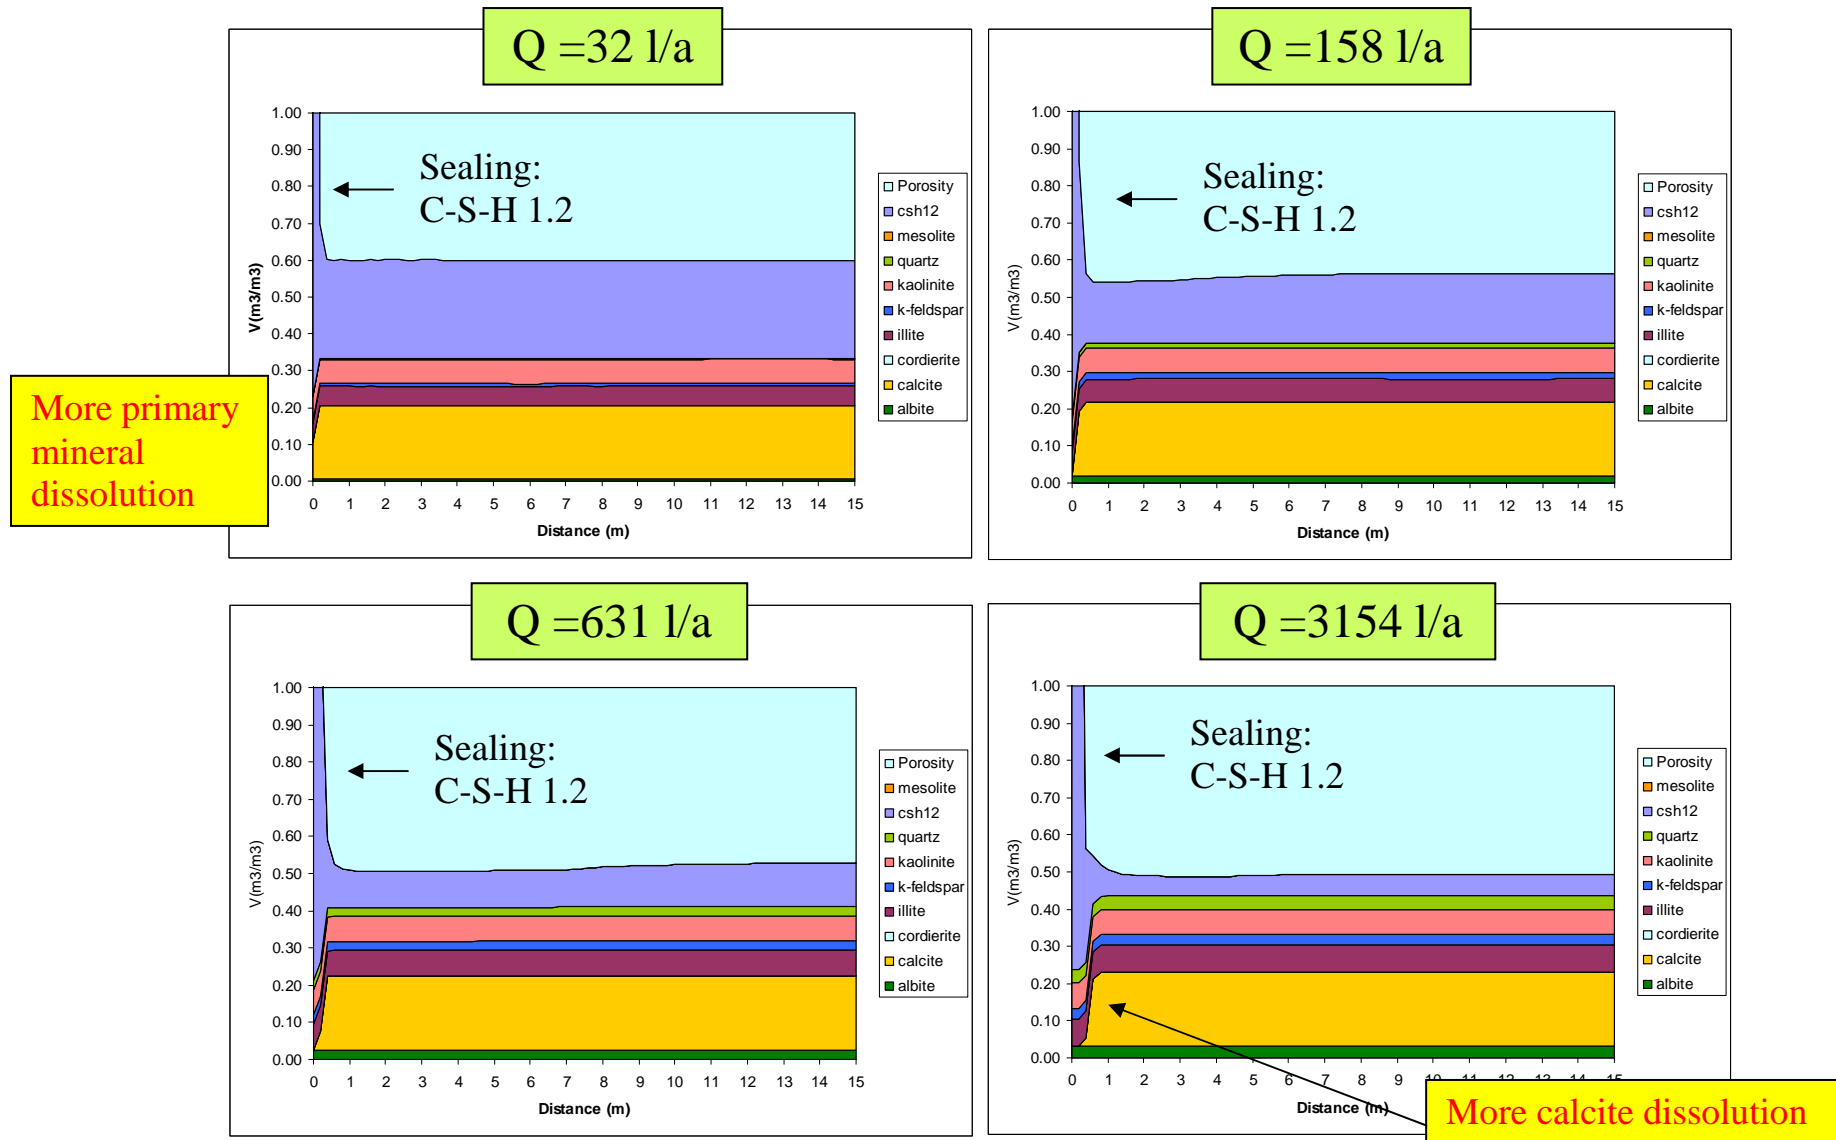 Q =32 l/a
1.00
0.90
0.80
0.70
0.60
0.50
0.40
0.30
0.20
0.10
0.00
V(m3/m3)
Sealing:
C-S-H 1.2
0 1 2 3 4 5 6 7 8 9 10 11 12 13 14 15
Distance (m)
Porosity
csh12
mesolite
quartz
kaolinite
k-feldspar
illite
cordierite
calcite
albite
More primary
mineral
dissolution
Q =158 l/a
1.00
0.90
0.80
0.70
0.60
0.50
0.40
0.30
0.20
0.10
0.00
V(m3/m3)
Sealing:
C-S-H 1.2
0 1 2 3 4 5 6 7 8 9 10 11 12 13 14 15
Distance (m)
Porosity
csh12
mesolite
quartz
kaolinite
k-feldspar
illite
cordierite
calcite
albite
Q =631 l/a
1.00
0.90
0.80
0.70
0.60
0.50
0.40
0.30
0.20
0.10
0.00
V(m3/m3)
Sealing:
C-S-H 1.2
0 1 2 3 4 5 6 7 8 9 10 11 12 13 14 15
Distance (m)
Porosity
mesolite
csh12
quartz
kaolinite
k-feldspar
illite
cordierite
calcite
albite
Q =3154 l/a
1.00
0.90
0.80
0.70
0.60
0.50
0.40
0.30
0.20
0.10
0.00
V(m3/m3)
Sealing:
C-S-H 1.2
0 1 2 3 4 5 6 7 8 9 10 11 12 13 14 15
Distance (m)
Porosity
mesolite
csh12
quartz
kaolinite
k-feldspar
illite
cordierite
calcite
albite
More calcite dissolution